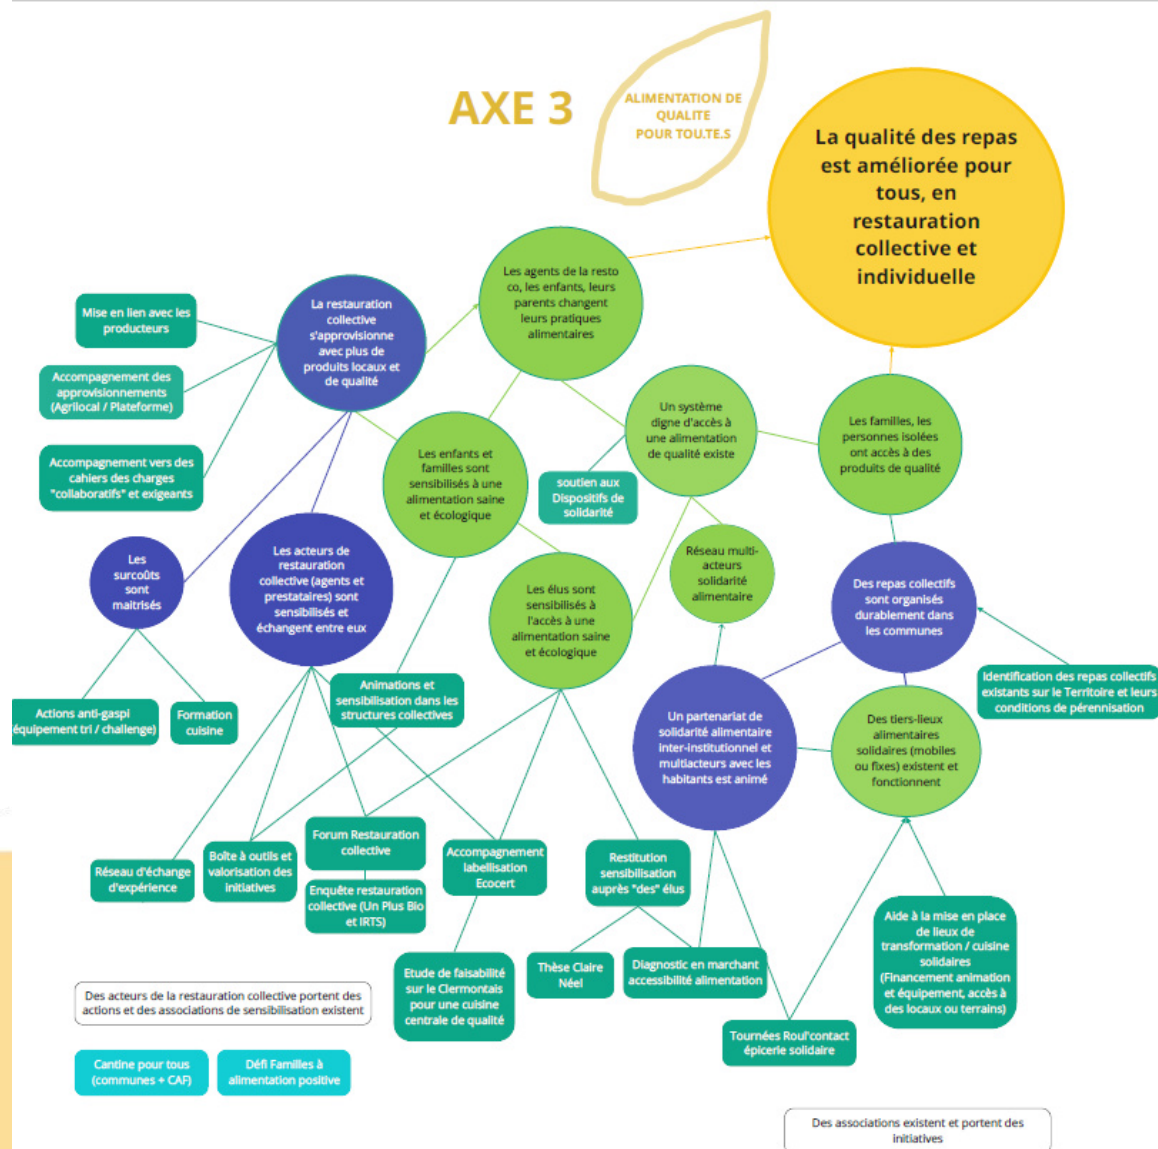 AXE 3
ALIMENTATION DE
QUALITE
POUR TOU.TE.S
La qualité des repas
est améliorée pour
tous, en
restauration
collective et
individuelle
Les agents de la resto
co, les enfants, leurs
parents changent
leurs pratiques
alimentaires
La restauration
collective
s'approvisionne
avec plus de
produits locaux et
de qualité
Mise en lien avec les
producteurs
Accompagnement des
approvisionnements
(Agrilocal / Plateforme)
Accompagnement vers des
cahiers des charges
"collaboratifs" et exigeants
Les enfants et
familles sont
sensibilisés à une
alimentation saine
et écologique
Un système
digne d'accès à
une alimentation
de qualité existe
Les familles, les
personnes isolées
ont accès à des
produits de qualité
soutien aux
Dispositifs de
solidarité
Les
surcoûts
sont
maitrisés
Les acteurs de
restauration
collective (agents et
prestataires) sont
sensibilisés et
échangent entre eux
Les élus sont
sensibilisés à
l'accès à une
alimentation saine
et écologique
Réseau multi-
acteurs
solidarité
alimentaire
Des repas collectifs
sont organisés
durablement dans
les communes
Identification des repas collectifs
existants sur le Territoire et leurs
conditions de pérennisation
Actions anti-gaspi
(équipement tri / challenge)
Formation
cuisine
Animations et
sensibilisation dans les
structures collectives
Un partenariat de
solidarité alimentaire
inter-institutionnel et
multiacteurs avec les
habitants est animé
Des tiers-lieux
alimentaires
solidaires (mobiles
ou fixes) existent et
fonctionnent
Réseau d'échange
d'expérience
Boîte à outils et
valorisation des
initiatives
Forum Restauration
collective
Enquête restauration
collective (Un Plus Bio
et IRTS)
Accompagnement
labellisation
Ecocert
Restitution
sensibilisation
auprès "des" élus
Etude de faisabilité
sur le Clermontais
pour une cuisine
centrale de qualité
Thèse Claire
Néel
Diagnostic en marchant
accessibilité alimentation
Aide à la mise en place
de lieux de
transformation / cuisine
solidaires
(Financement animation
et équipement, accès à
des locaux ou terrains)
Tournées Roul'contact
épicerie solidaire
Des acteurs de la restauration collective portent des
actions et des associations de sensibilisation existent
Cantine pour tous
(communes + CAF)
Défi Familles à
alimentation positive
Des associations existent et portent des
initiatives